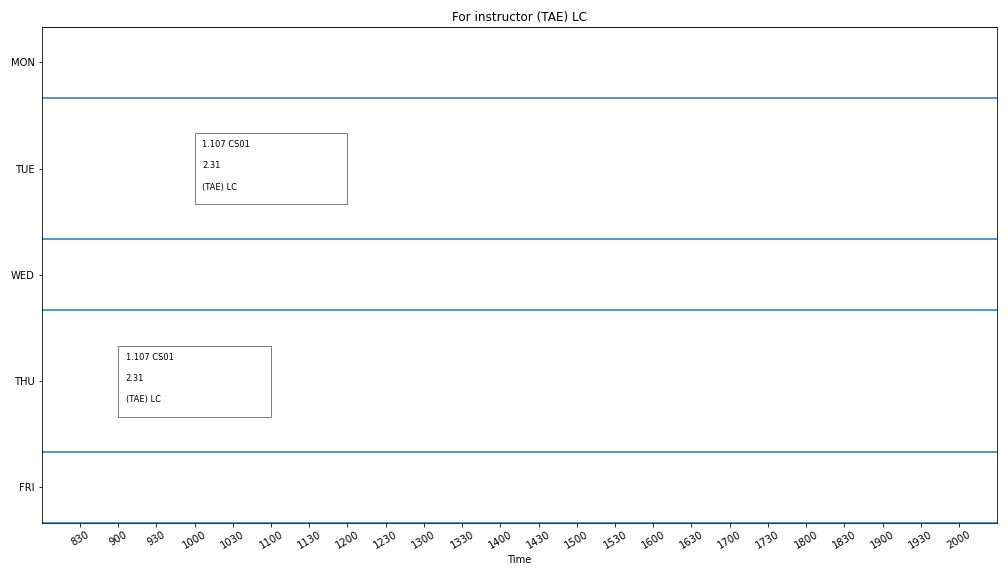 For instructor (TAE) LC
MON
TUE
1.107 CS01
2.31
(TAE) LC
WED
THU
1.107 CS01
2.31
(TAE) LC
FRI
830 900 930 1000 1030 1100 1130 1200 1230 1300 1330 1400 1430 1500 1530 1600 1630 1700 1730 1800 1830 1900 1930 2000
Time